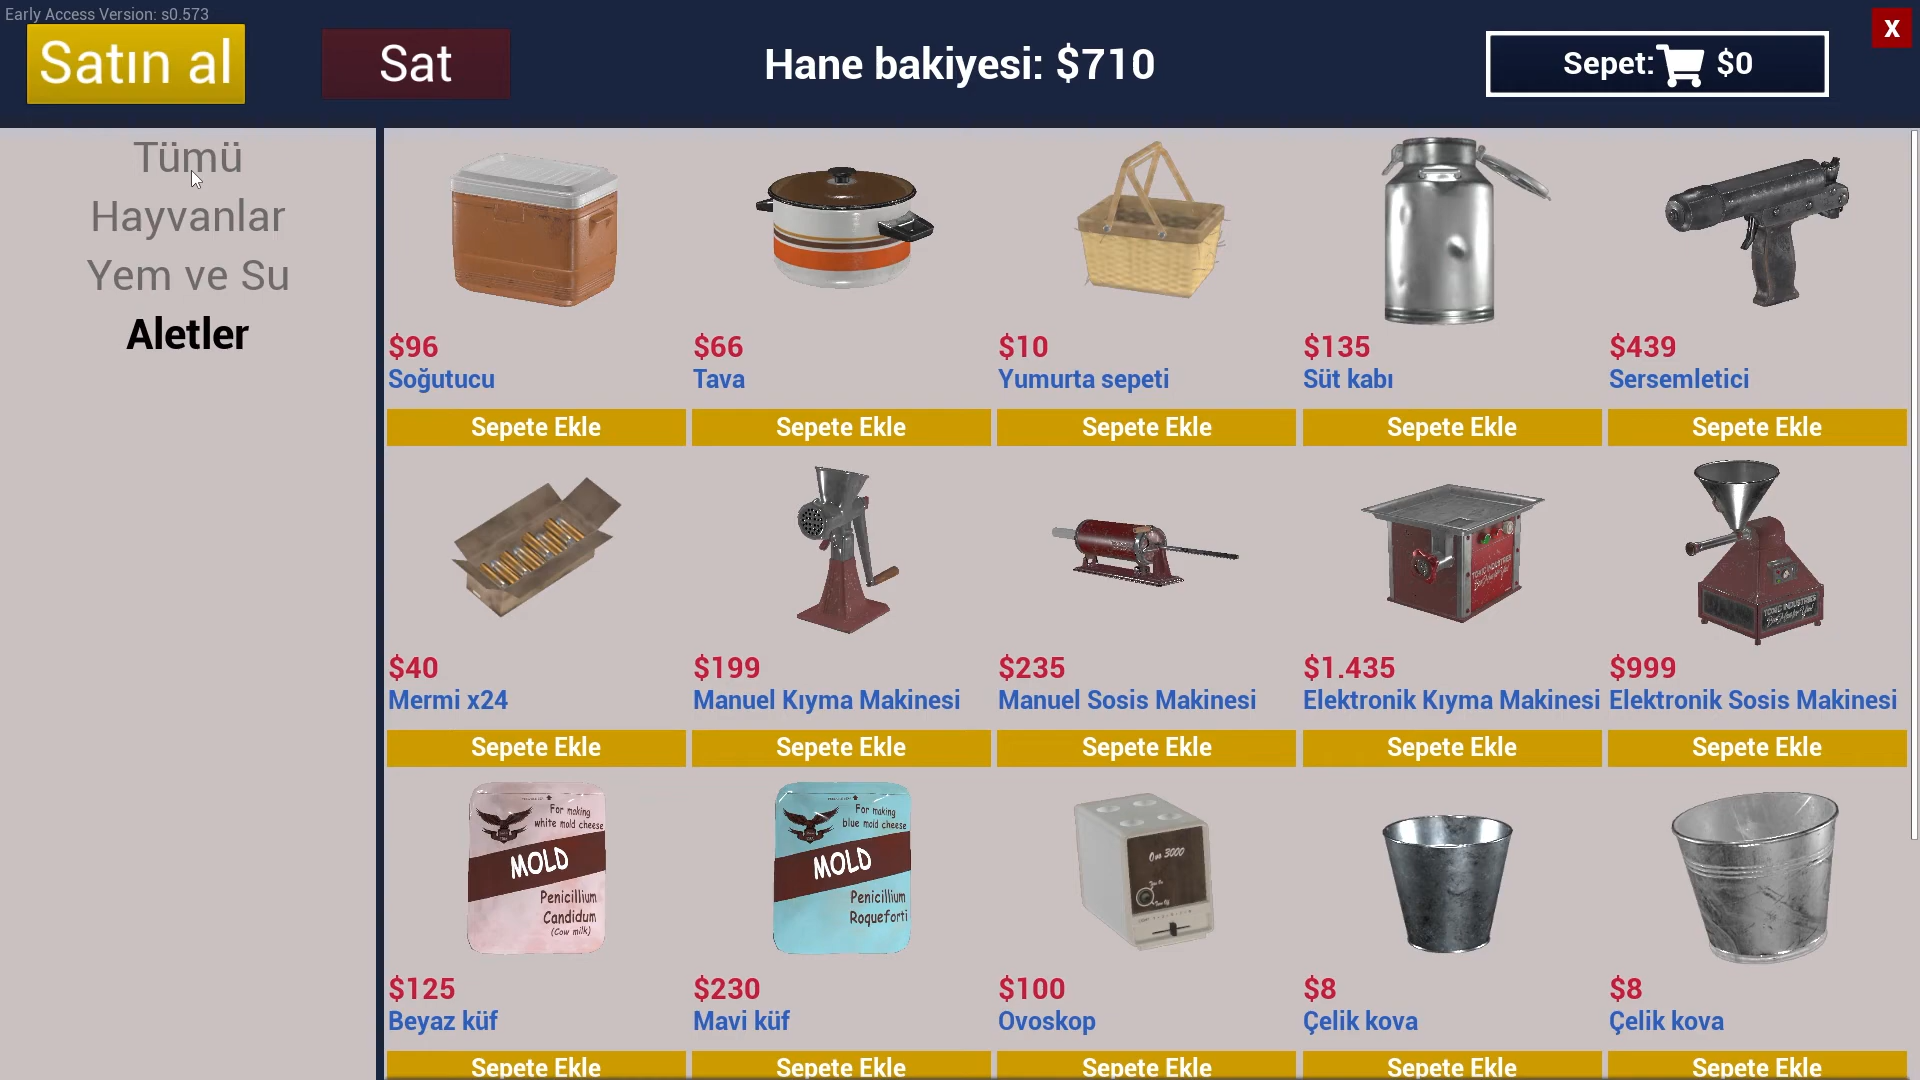 Early Access Version: s0.573
Satın al
Sat
Hane bakiyesi: $710
Sepet: $0
X
Tümü
Hayvanlar
Yem ve Su
Aletler
$96
Soğutucu
Sepete Ekle
$66
Tava
Sepete Ekle
$10
Yumurta sepeti
Sepete Ekle
$135
Süt kabı
Sepete Ekle
$439
Sersemletici
Sepete Ekle
$40
Mermi x24
Sepete Ekle
$199
Manuel Kıyma Makinesi
Sepete Ekle
$235
Manuel Sosis Makinesi
Sepete Ekle
TOXIC INDUSTRIES
$1.435
Elektronik Kıyma Makinesi
Sepete Ekle
TOXIC INDUSTRIES
$999
Elektronik Sosis Makinesi
Sepete Ekle
For making
white mold cheese
MOLD
Penicillium
Candidum
(Cow milk)
$125
Beyaz küf
Sepete Ekle
For making
blue mold cheese
MOLD
Penicillium
Roqueforti
$230
Mavi küf
Sepete Ekle
Ovo 3000
$100
Ovoskop
Sepete Ekle
$8
Çelik kova
Sepete Ekle
$8
Çelik kova
Sepete Ekle